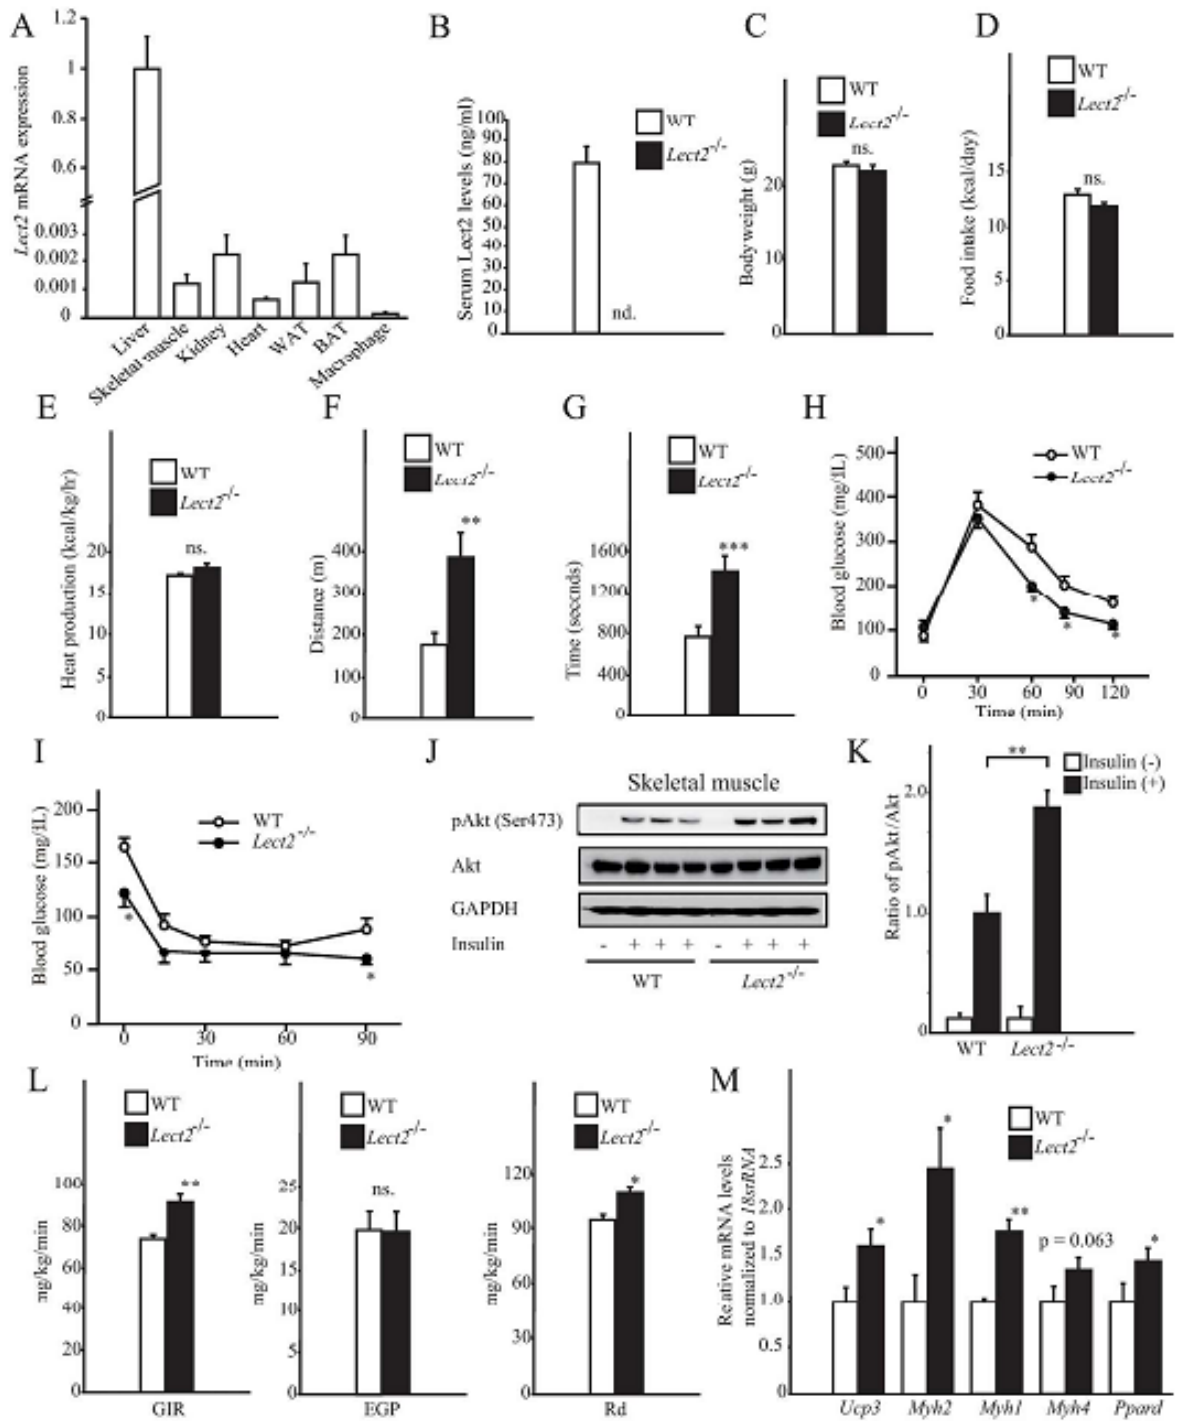 A
1.2
1
0.8
0.6
0.003
0.002
0.001
0
Lect2 mRNA expression
Liver
Skeletal muscle
Kidney
Heart
WAT
BAT
Macrophage
B
Serum Lect2 levels (ng/ml)
100
90
80
70
60
50
40
30
20
10
0
nd.
WT
Lect2-/-
C
WT
Lect2-/-
ns.
Body weight (g)
20
10
0
D
WT
Lect2-/-
ns.
Food intake (kcal/day)
15
10
5
0
E
WT
Lect2-/-
ns.
Heat production (kcal/kg/hr)
20
15
10
5
0
F
WT
Lect2-/-
**
Distance (m)
400
300
200
100
0
G
WT
Lect2-/-
***
Time (seconds)
1600
1200
800
400
0
H
WT
Lect2-/-
Blood glucose (mg/dL)
500
400
300
200
100
0
* * *
0 30 60 90 120
Time (min)
I
WT
Lect2-/-
Blood glucose (mg/dL)
200
150
100
50
0
* *
0 30 60 90
Time (min)
J
Skeletal muscle
pAkt (Ser473)
Akt
GAPDH
Insulin - + + + - + + +
WT Lect2-/-
K
**
Insulin (-)
Insulin (+)
Ratio of pAkt/Akt
2.0
1.0
0
WT Lect2-/-
L
WT
Lect2-/-
**
mg/kg/min
100
80
60
40
20
0
GIR
WT
Lect2-/-
ns.
mg/kg/min
25
20
15
10
5
0
EGP
WT
Lect2-/-
*
mg/kg/min
120
90
60
30
0
Rd
M
WT
Lect2-/-
Relative mRNA levels
normalized to 18srRNA
2.5
2.0
1.5
1.0
0.5
0
* * ** p = 0.063 *
Ucp3 Myh2 Myh1 Myh4 Ppard